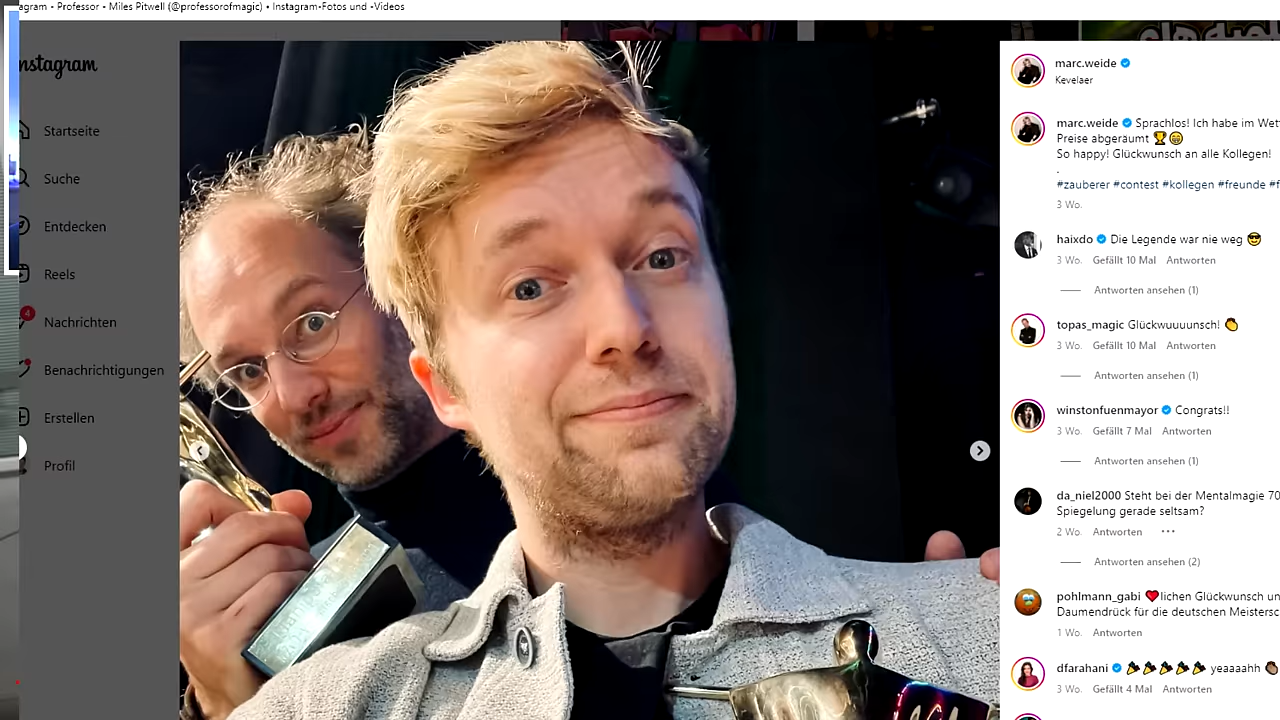 agram • Professor • Miles Pitwell (@professorofmagic) • Instagram-Fotos und -Videos
nstagram
Startseite
Suche
Entdecken
Reels
4
Nachrichten
Benachrichtigungen
Erstellen
Profil
marc.weide
Kevelaer
marc.weide Sprachlos! Ich habe im Wett
Preise abgeräumt 🏆😁
So happy! Glückwunsch an alle Kollegen!
.
#zauberer #contest #kollegen #freunde #f
3 Wo.
haixdo Die Legende war nie weg 😎
3 Wo. Gefällt 10 Mal Antworten
Antworten ansehen (1)
topas_magic Glückwuuuunsch! 👏
3 Wo. Gefällt 10 Mal Antworten
Antworten ansehen (1)
winstonfuenmayor Congrats!!
3 Wo. Gefällt 7 Mal Antworten
Antworten ansehen (1)
da_niel2000 Steht bei der Mentalmagie 70
Spiegelung gerade seltsam?
2 Wo. Antworten •••
Antworten ansehen (2)
pohlmann_gabi ❤️lichen Glückwunsch un
Daumendrück für die deutschen Meistersc
1 Wo. Antworten
dfarahani 🎉🎉🎉🎉🎉 yeaaaahh 👏🏾
3 Wo. Gefällt 4 Mal Antworten